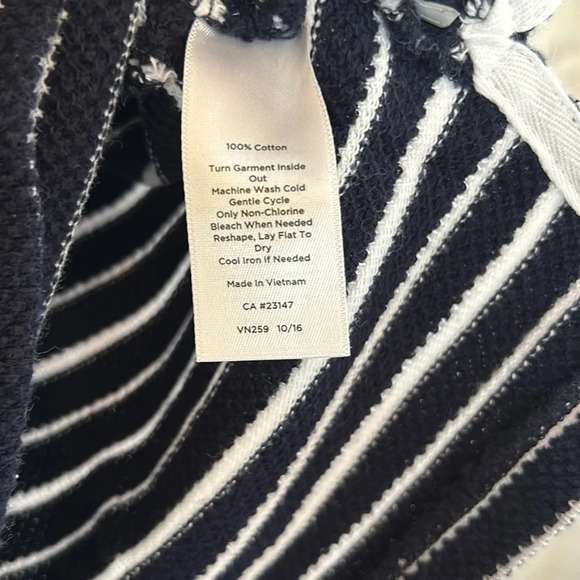 100% Cotton
Turn Garment Inside
Out
Machine Wash Cold
Gentle Cycle
Only Non-Chlorine
Bleach When Needed
Reshape, Lay Flat To
Dry
Cool Iron If Needed
Made In Vietnam
CA #23147
VN259 10/16